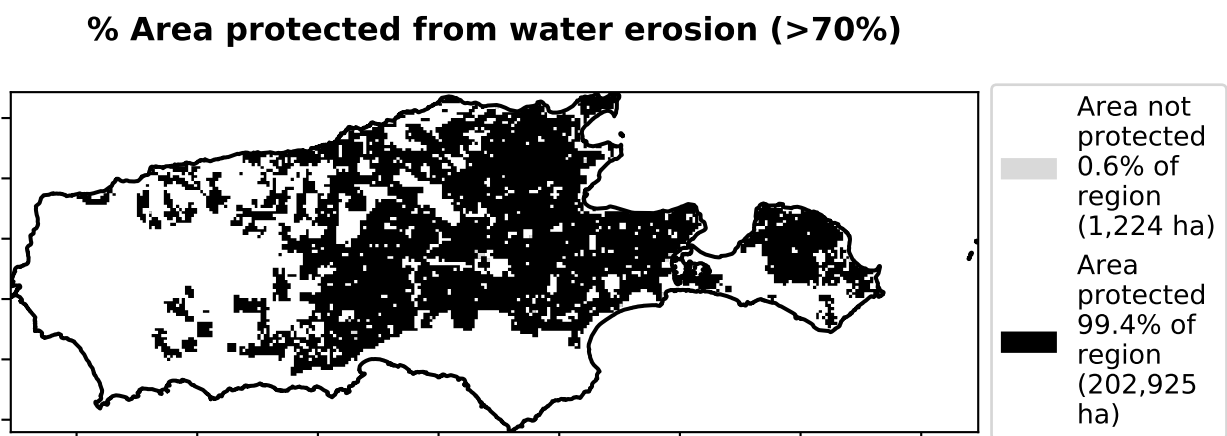 % Area protected from water erosion (>70%)
Area not
protected
0.6% of
region
(1,224 ha)
Area
protected
99.4% of
region
(202,925
ha)